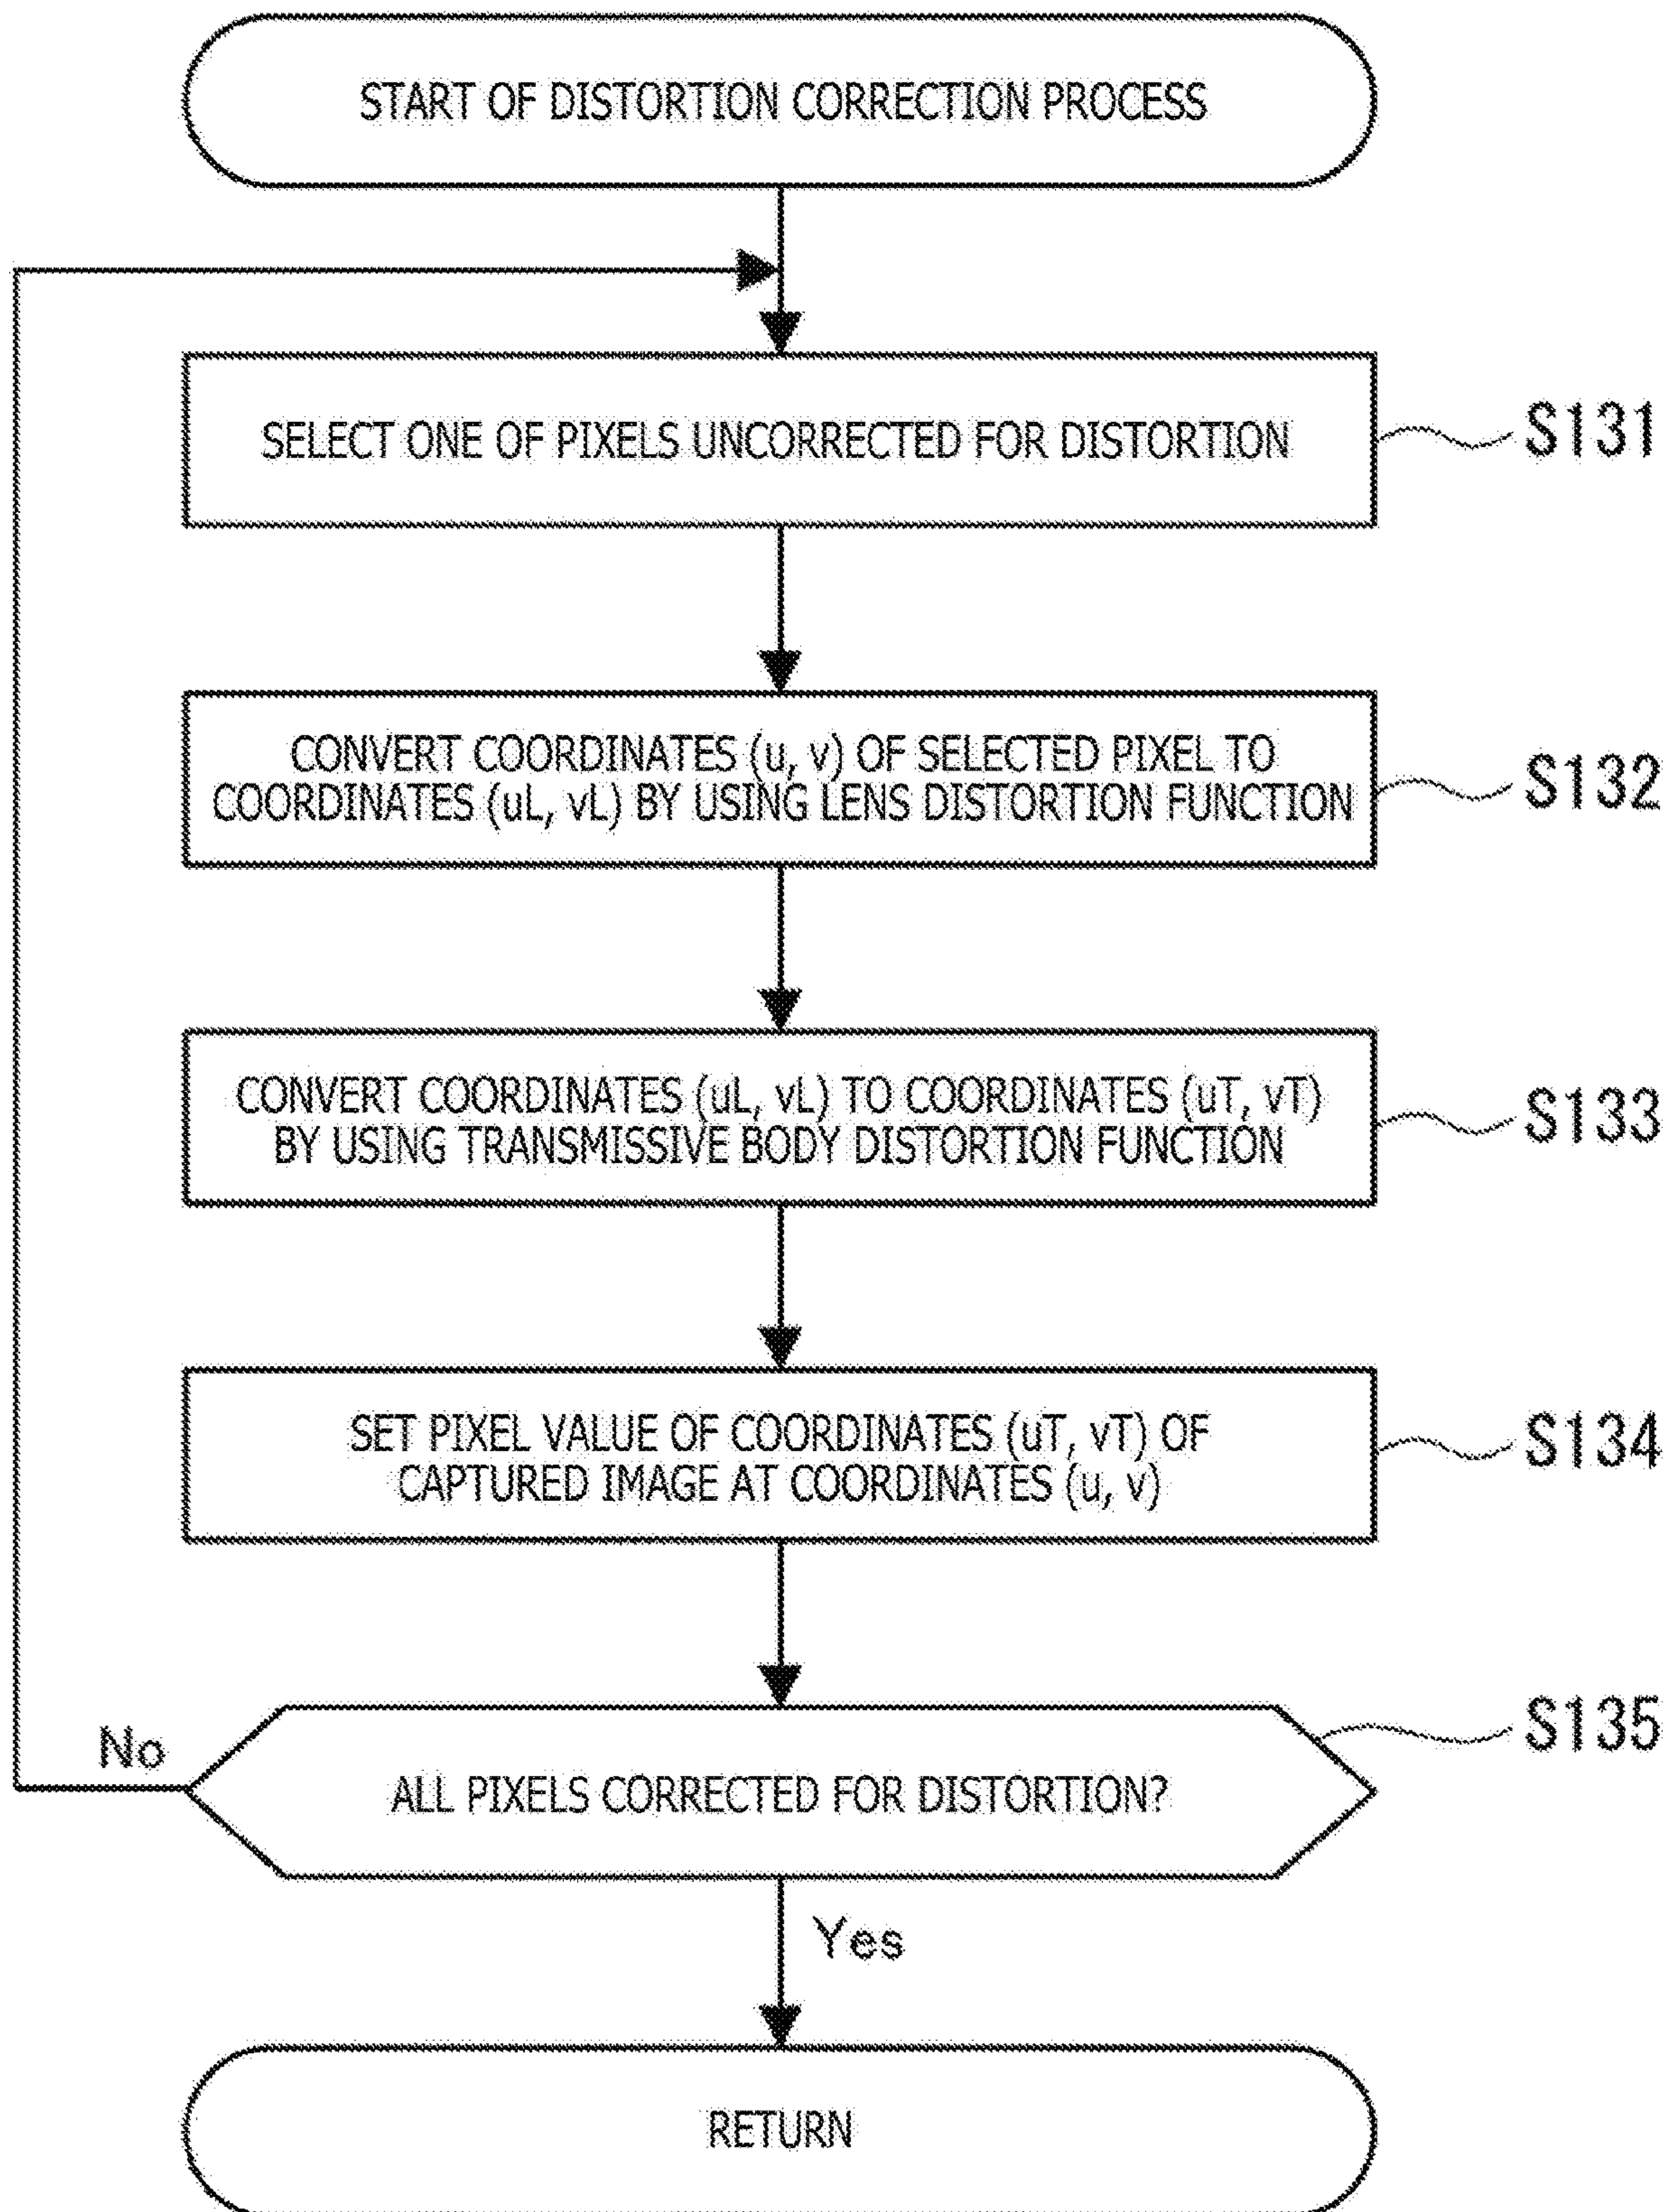 START OF DISTORTION CORRECTION PROCESS
SELECT ONE OF PIXELS UNCORRECTED FOR DISTORTION
S131
CONVERT COORDINATES (u, v) OF SELECTED PIXEL TO
COORDINATES (uL, vL) BY USING LENS DISTORTION FUNCTION
S132
CONVERT COORDINATES (uL, vL) TO COORDINATES (uT, vT)
BY USING TRANSMISSIVE BODY DISTORTION FUNCTION
S133
SET PIXEL VALUE OF COORDINATES (uT, vT) OF
CAPTURED IMAGE AT COORDINATES (u, v)
S134
ALL PIXELS CORRECTED FOR DISTORTION?
S135
No
Yes
RETURN